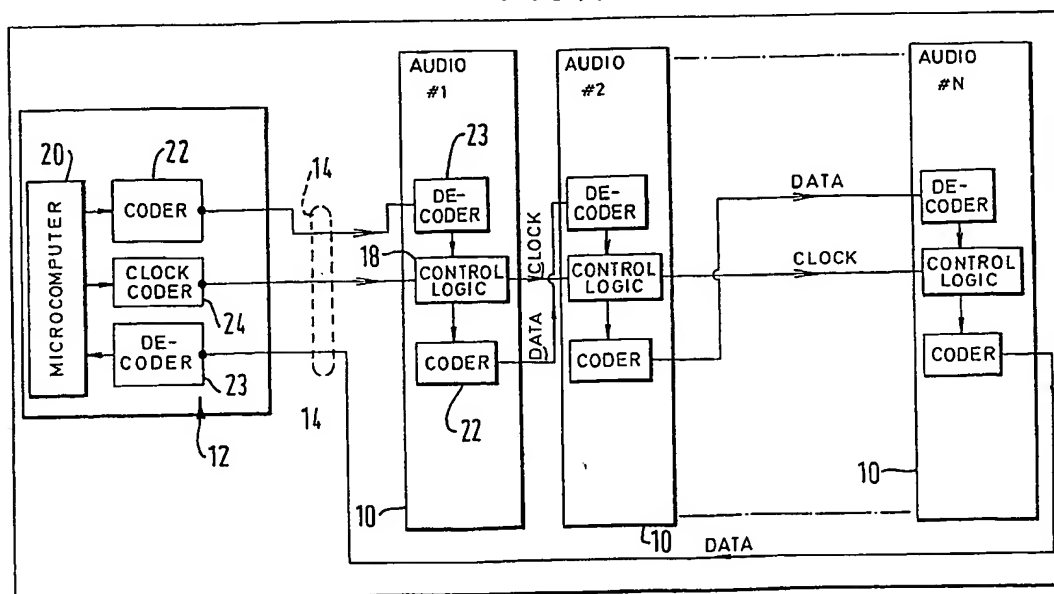 AUDIO
#1
AUDIO
#2
AUDIO
#N
20
22
14
23
MICROCOMPUTER
CODER
CLOCK
CODER
24
DE-
CODER
23
12
14
DE-
CODER
18
CONTROL
LOGIC
CODER
22
10
CLOCK
DATA
DE-
CODER
CONTROL
LOGIC
CODER
10
DATA
CLOCK
DE-
CODER
CONTROL
LOGIC
CODER
10
DATA